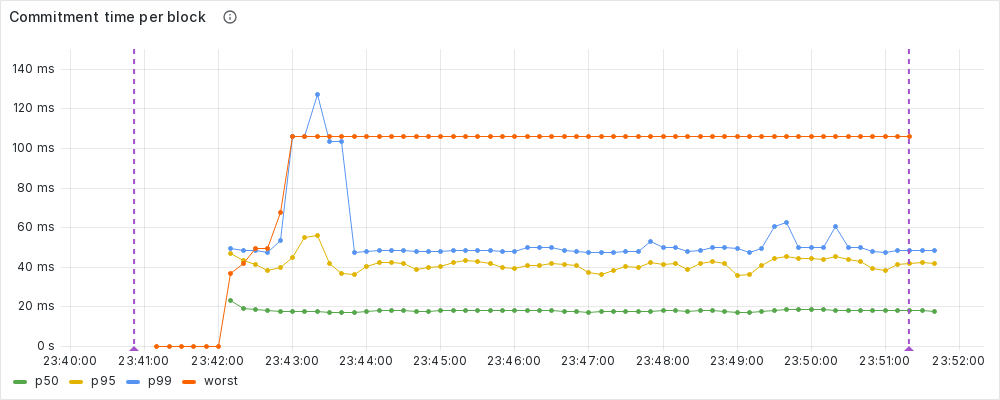 Commitment time per block
140 ms
120 ms
100 ms
80 ms
60 ms
40 ms
20 ms
0 s
23:40:00 23:41:00 23:42:00 23:43:00 23:44:00 23:45:00 23:46:00 23:47:00 23:48:00 23:49:00 23:50:00 23:51:00 23:52:00
p50 p95 p99 worst